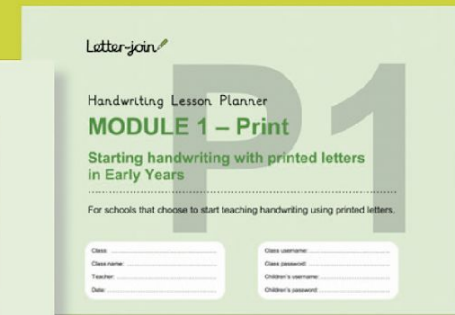 Letter-join
Handwriting Lesson Planner
P1
MODULE 1 – Print
Starting handwriting with printed letters
in Early Years
For schools that choose to start teaching handwriting using printed letters.
Class:
Class name:
Teacher:
Date:
Class username:
Class password:
Children's username:
Children's password: